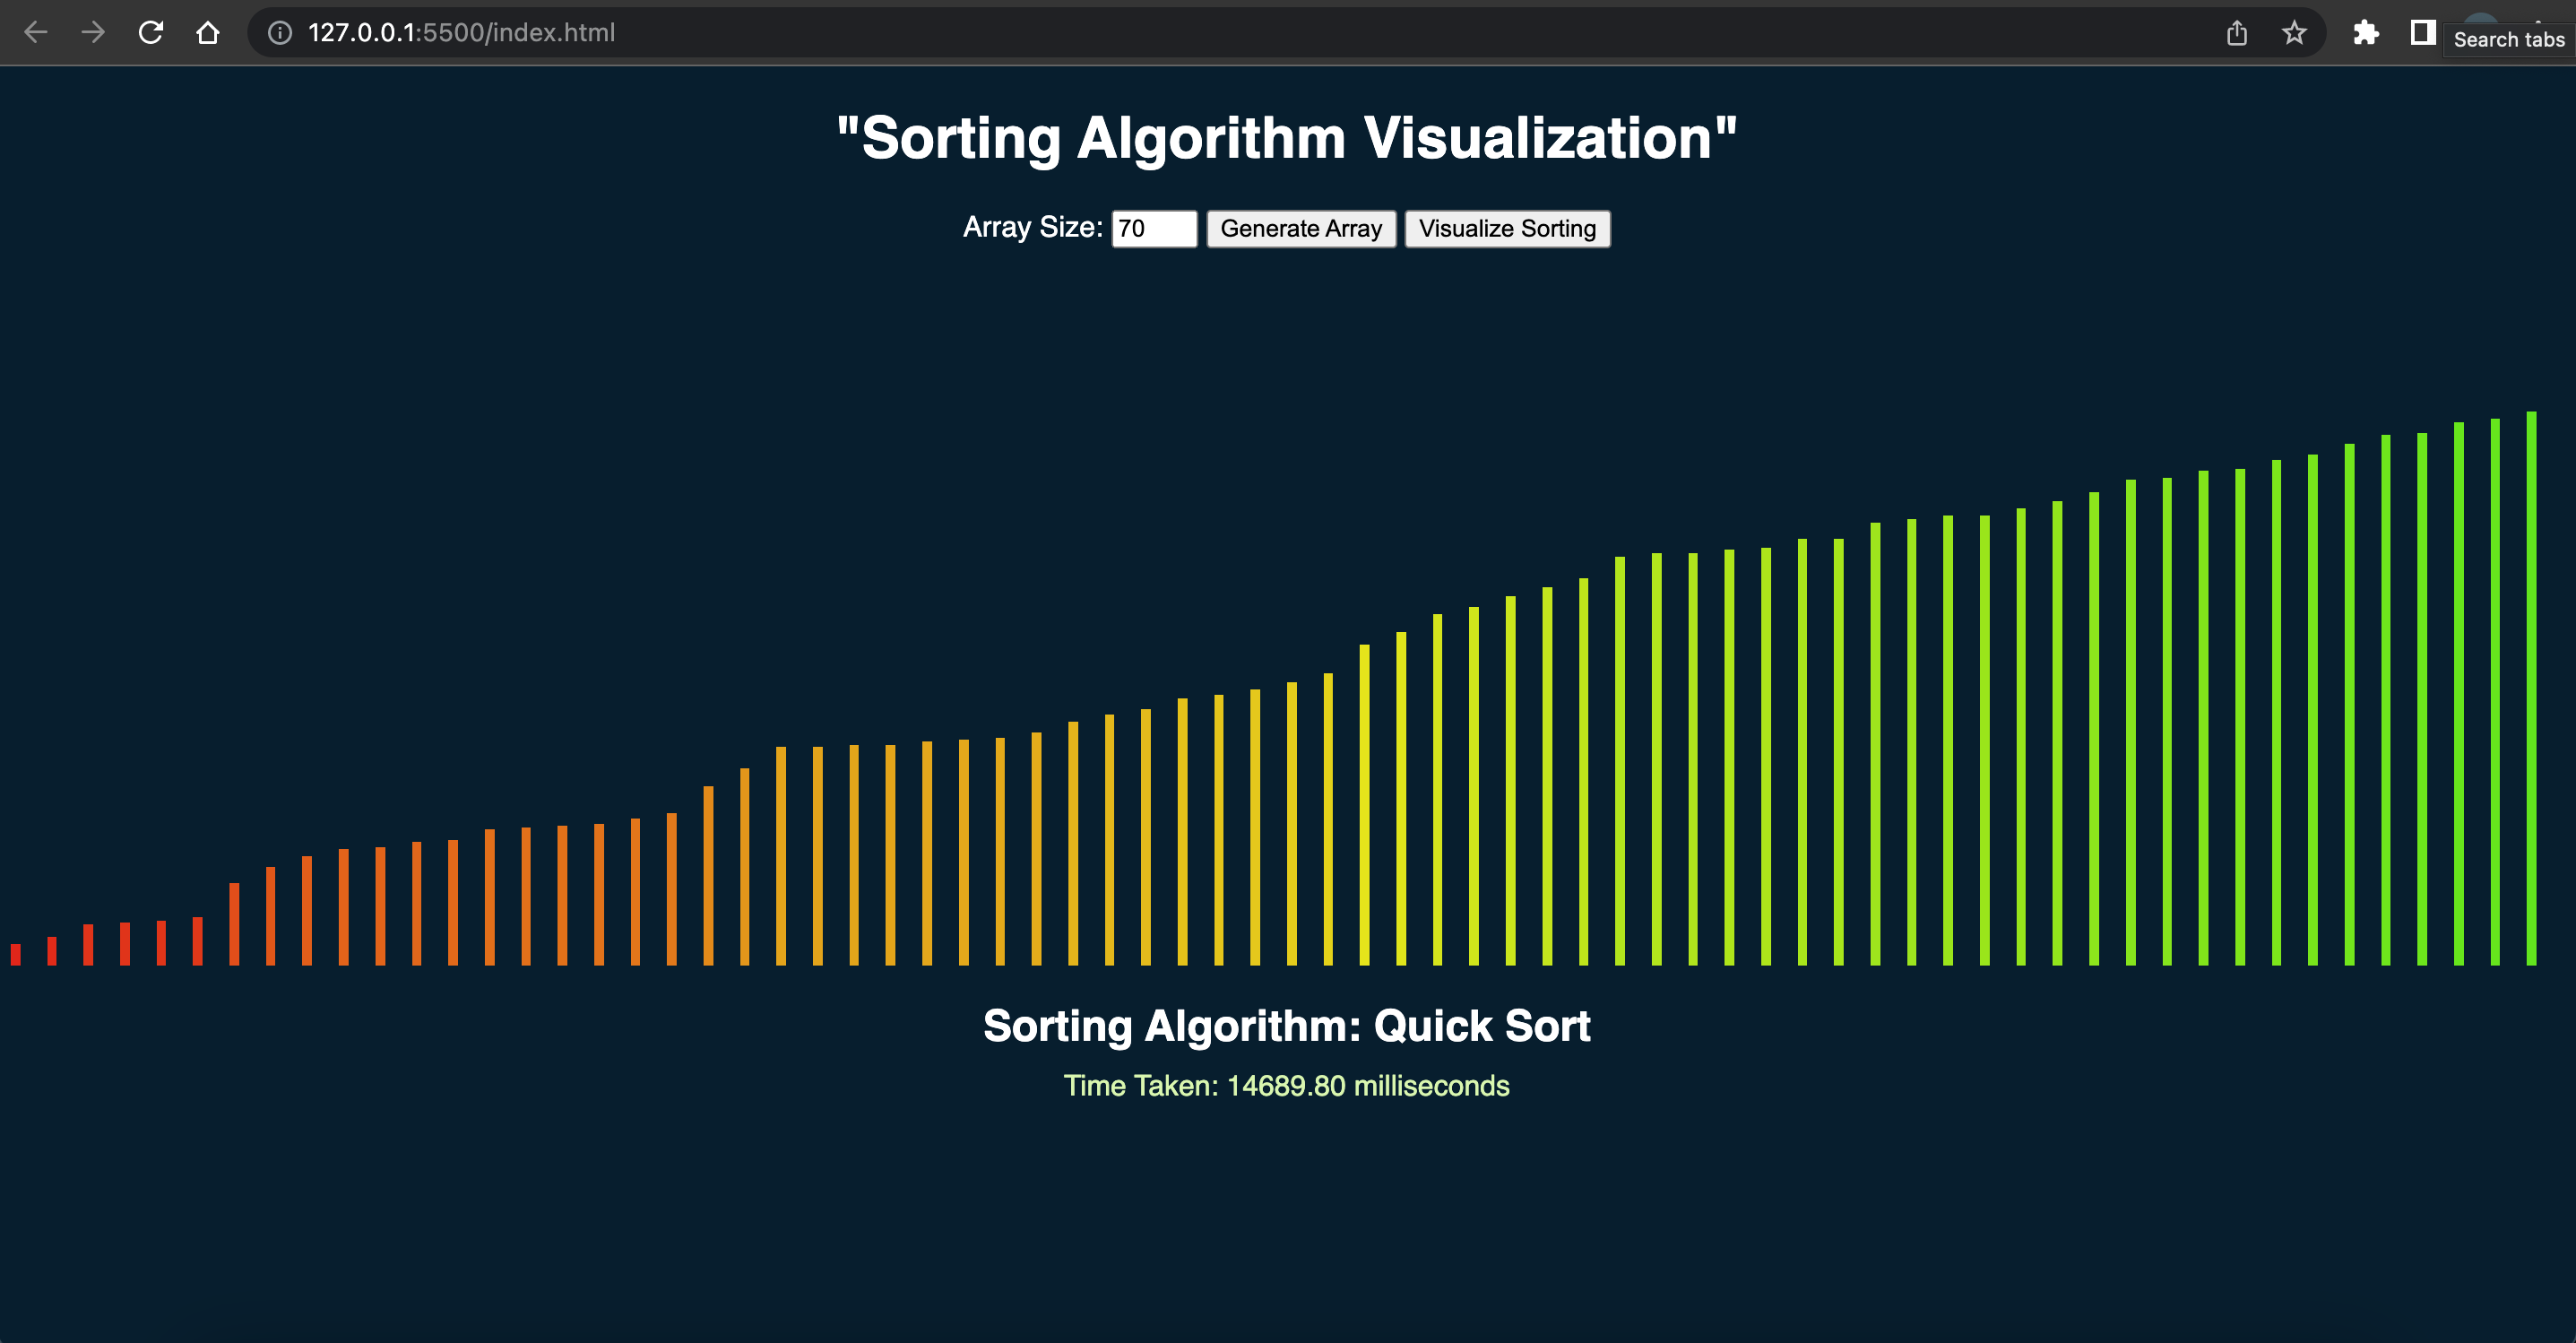 127.0.0.1:5500/index.html
Search tabs
"Sorting Algorithm Visualization"
Array Size: 70 Generate Array Visualize Sorting
Sorting Algorithm: Quick Sort
Time Taken: 14689.80 milliseconds